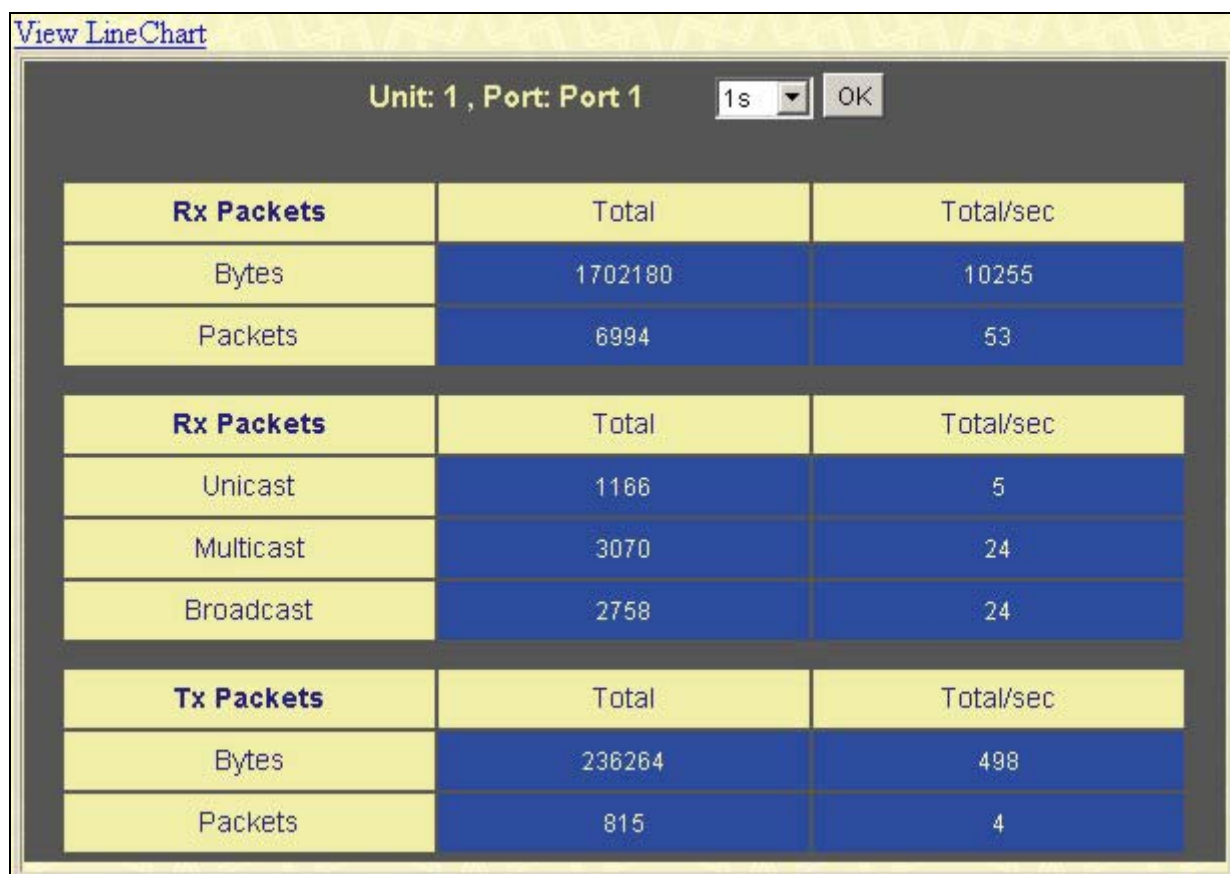 View LineChart
Unit: 1 , Port: Port 1 1s OK
Rx Packets Total Total/sec
Bytes 1702180 10255
Packets 6994 53
Rx Packets Total Total/sec
Unicast 1166 5
Multicast 3070 24
Broadcast 2758 24
Tx Packets Total Total/sec
Bytes 236264 498
Packets 815 4